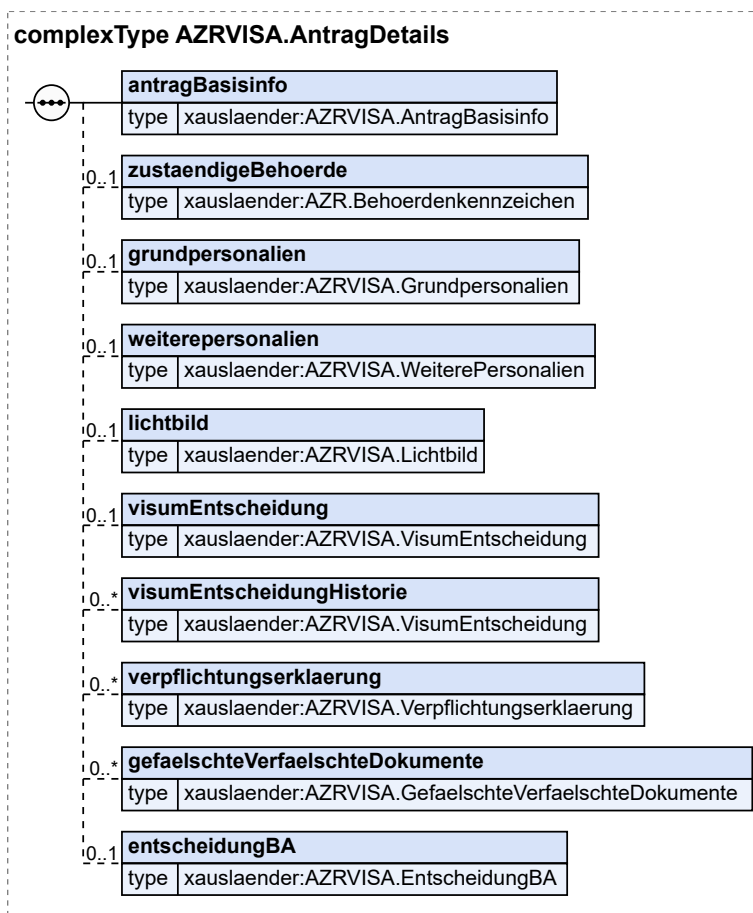 complexType AZRVISA.AntragDetails
antragBasisinfo
type xauslaender:AZRVISA.AntragBasisinfo
0..1 zustaendigeBehoerde
type xauslaender:AZR.Behoerdenkennzeichen
0..1 grundpersonalien
type xauslaender:AZRVISA.Grundpersonalien
0..1 weiterepersonalien
type xauslaender:AZRVISA.WeiterePersonalien
0..1 lichtbild
type xauslaender:AZRVISA.Lichtbild
0..1 visumEntscheidung
type xauslaender:AZRVISA.VisumEntscheidung
0..* visumEntscheidungHistorie
type xauslaender:AZRVISA.VisumEntscheidung
0..* verpflichtungserklaerung
type xauslaender:AZRVISA.Verpflichtungserklaerung
0..* gefaelschteVerfaelschteDokumente
type xauslaender:AZRVISA.GefaelschteVerfaelschteDokumente
0..1 entscheidungBA
type xauslaender:AZRVISA.EntscheidungBA